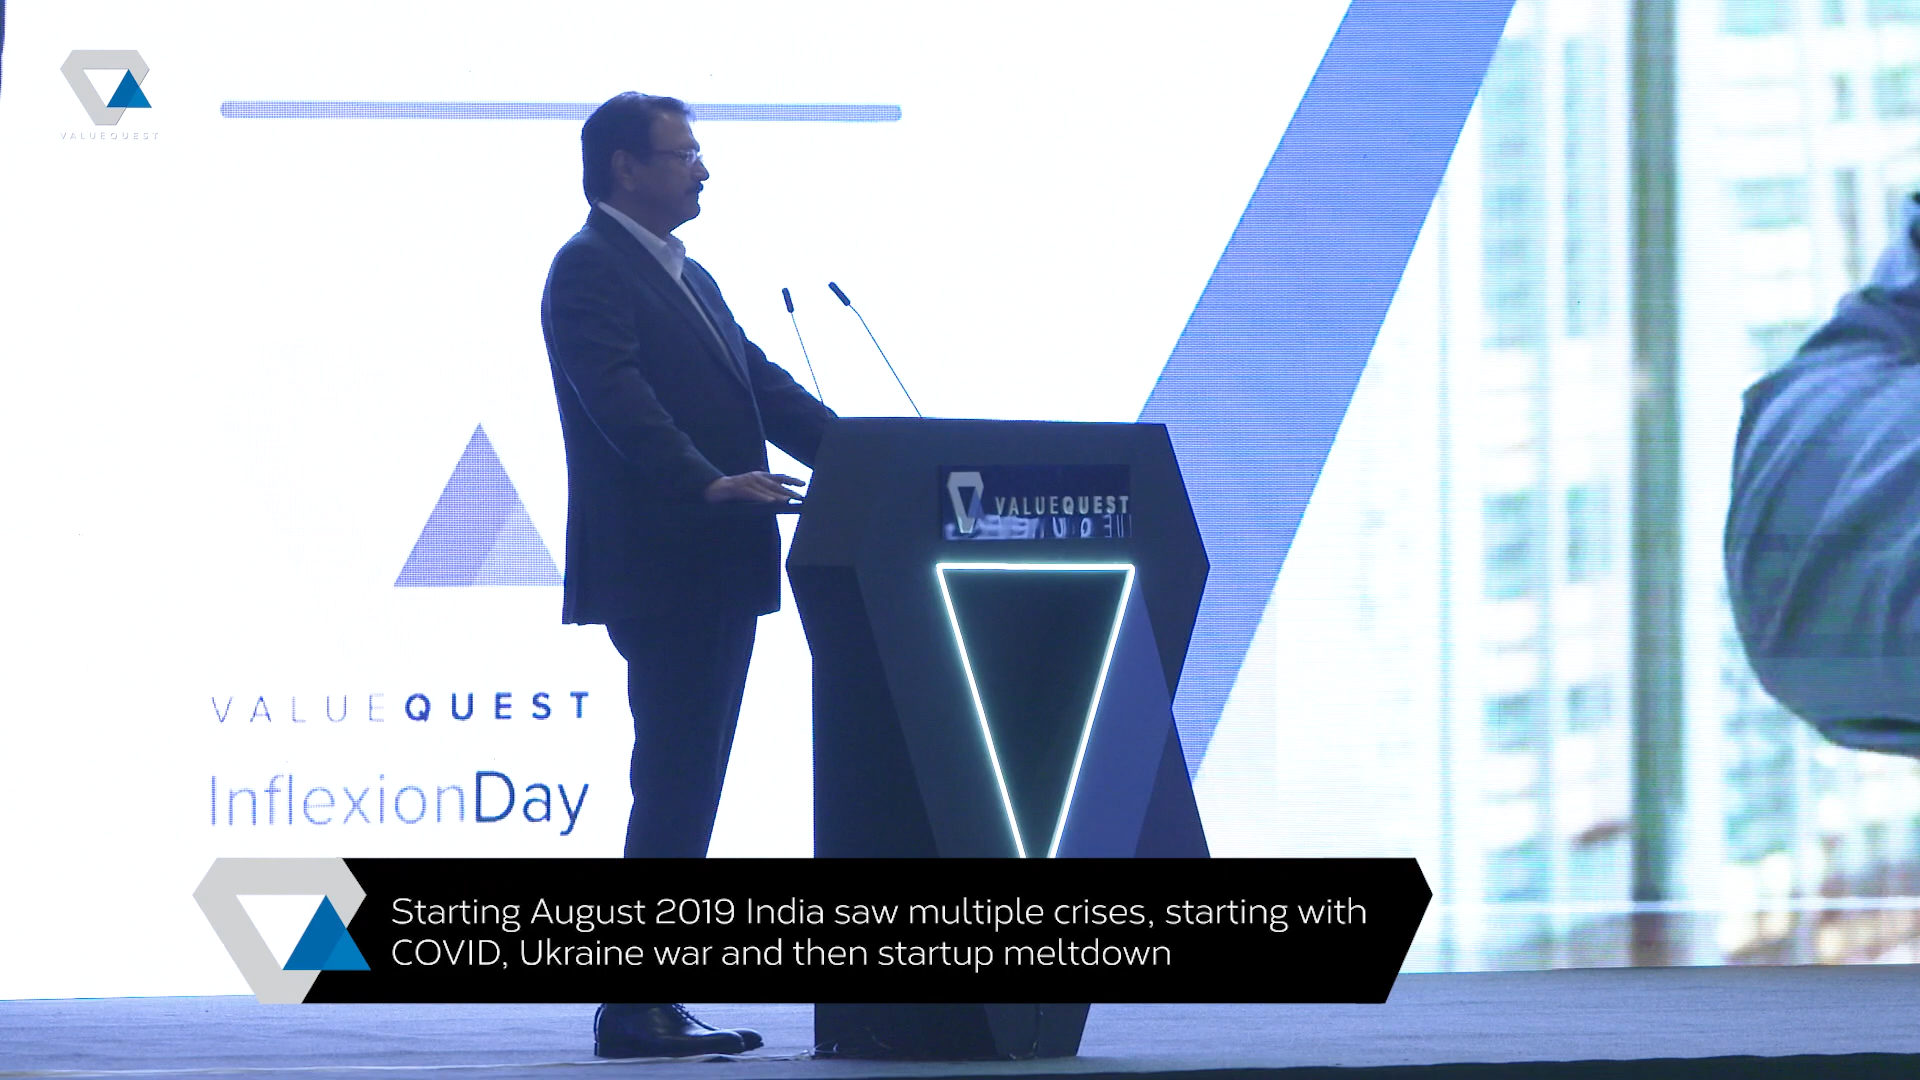 VALUEQUEST
VALUEQUEST
VALUEQUEST
InflexionDay
Starting August 2019 India saw multiple crises, starting with
COVID, Ukraine war and then startup meltdown